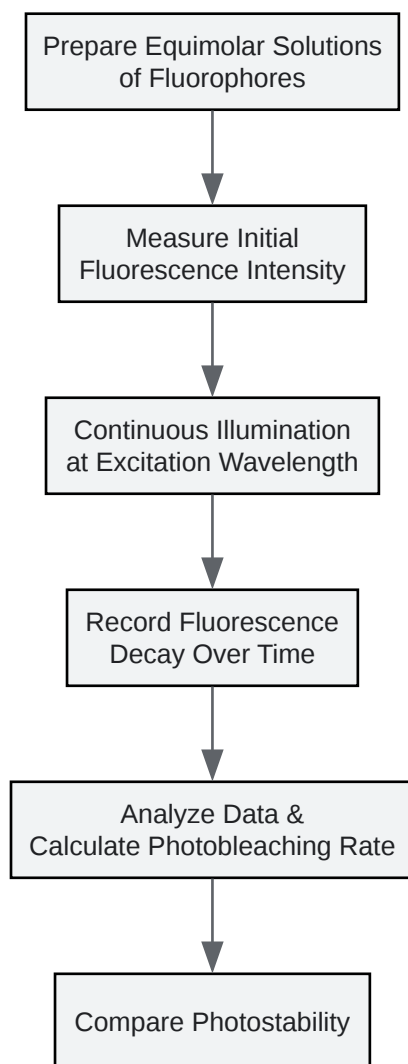 Prepare Equimolar Solutions
of Fluorophores
Measure Initial
Fluorescence Intensity
Continuous Illumination
at Excitation Wavelength
Record Fluorescence
Decay Over Time
Analyze Data &
Calculate Photobleaching Rate
Compare Photostability